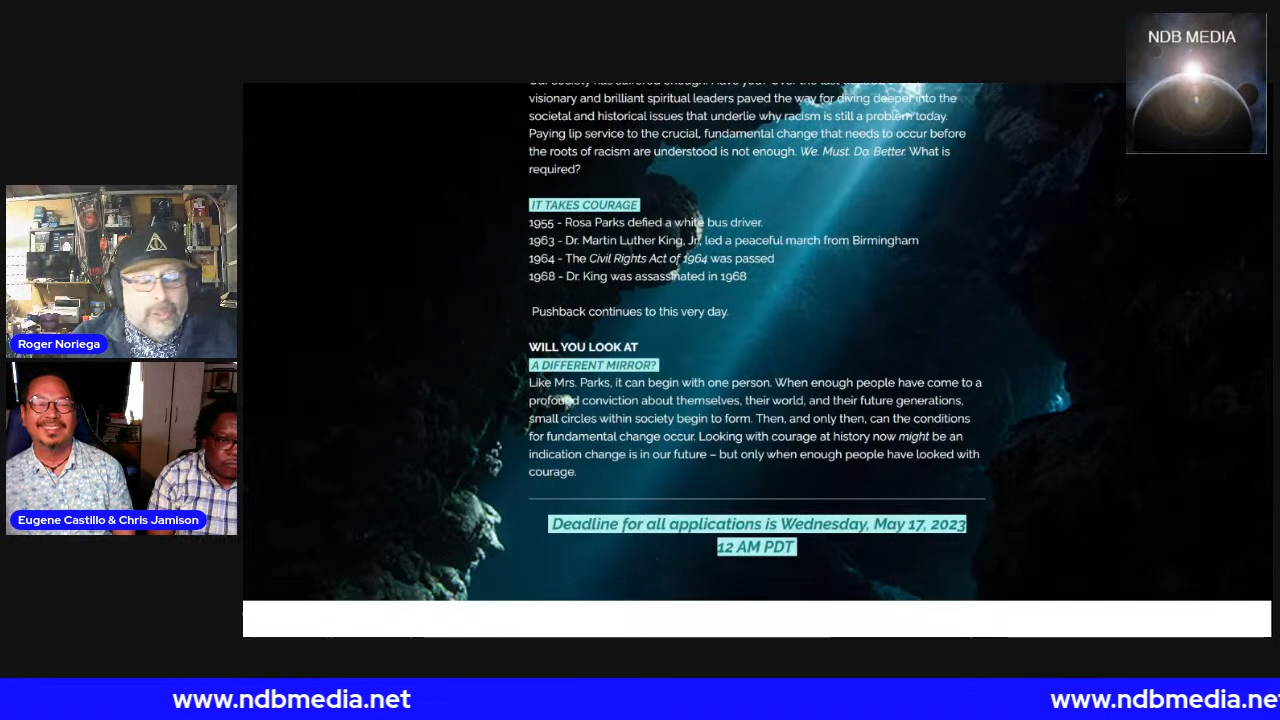 NDB MEDIA
visionary and brilliant spiritual leaders paved the way for diving deeper into the
societal and historical issues that underlie why racism is still a problem today.
Paying lip service to the crucial, fundamental change that needs to occur before
the roots of racism are understood is not enough. We. Must. Do. Better. What is
required?
IT TAKES COURAGE
1955 - Rosa Parks defied a white bus driver.
1963 - Dr. Martin Luther King, Jr, led a peaceful march from Birmingham
1964 - The Civil Rights Act of 1964 was passed
1968 - Dr. King was assassinated in 1968
Pushback continues to this very day.
WILL YOU LOOK AT
A DIFFERENT MIRROR?
Like Mrs. Parks, it can begin with one person. When enough people have come to a
profound conviction about themselves, their world, and their future generations,
small circles within society begin to form. Then, and only then, can the conditions
for fundamental change occur. Looking with courage at history now might be an
indication change is in our future – but only when enough people have looked with
courage.
Deadline for all applications is Wednesday, May 17, 2023
12 AM PDT
Roger Noriega
Eugene Castillo & Chris Jamison
www.ndbmedia.net
www.ndbmedia.ne